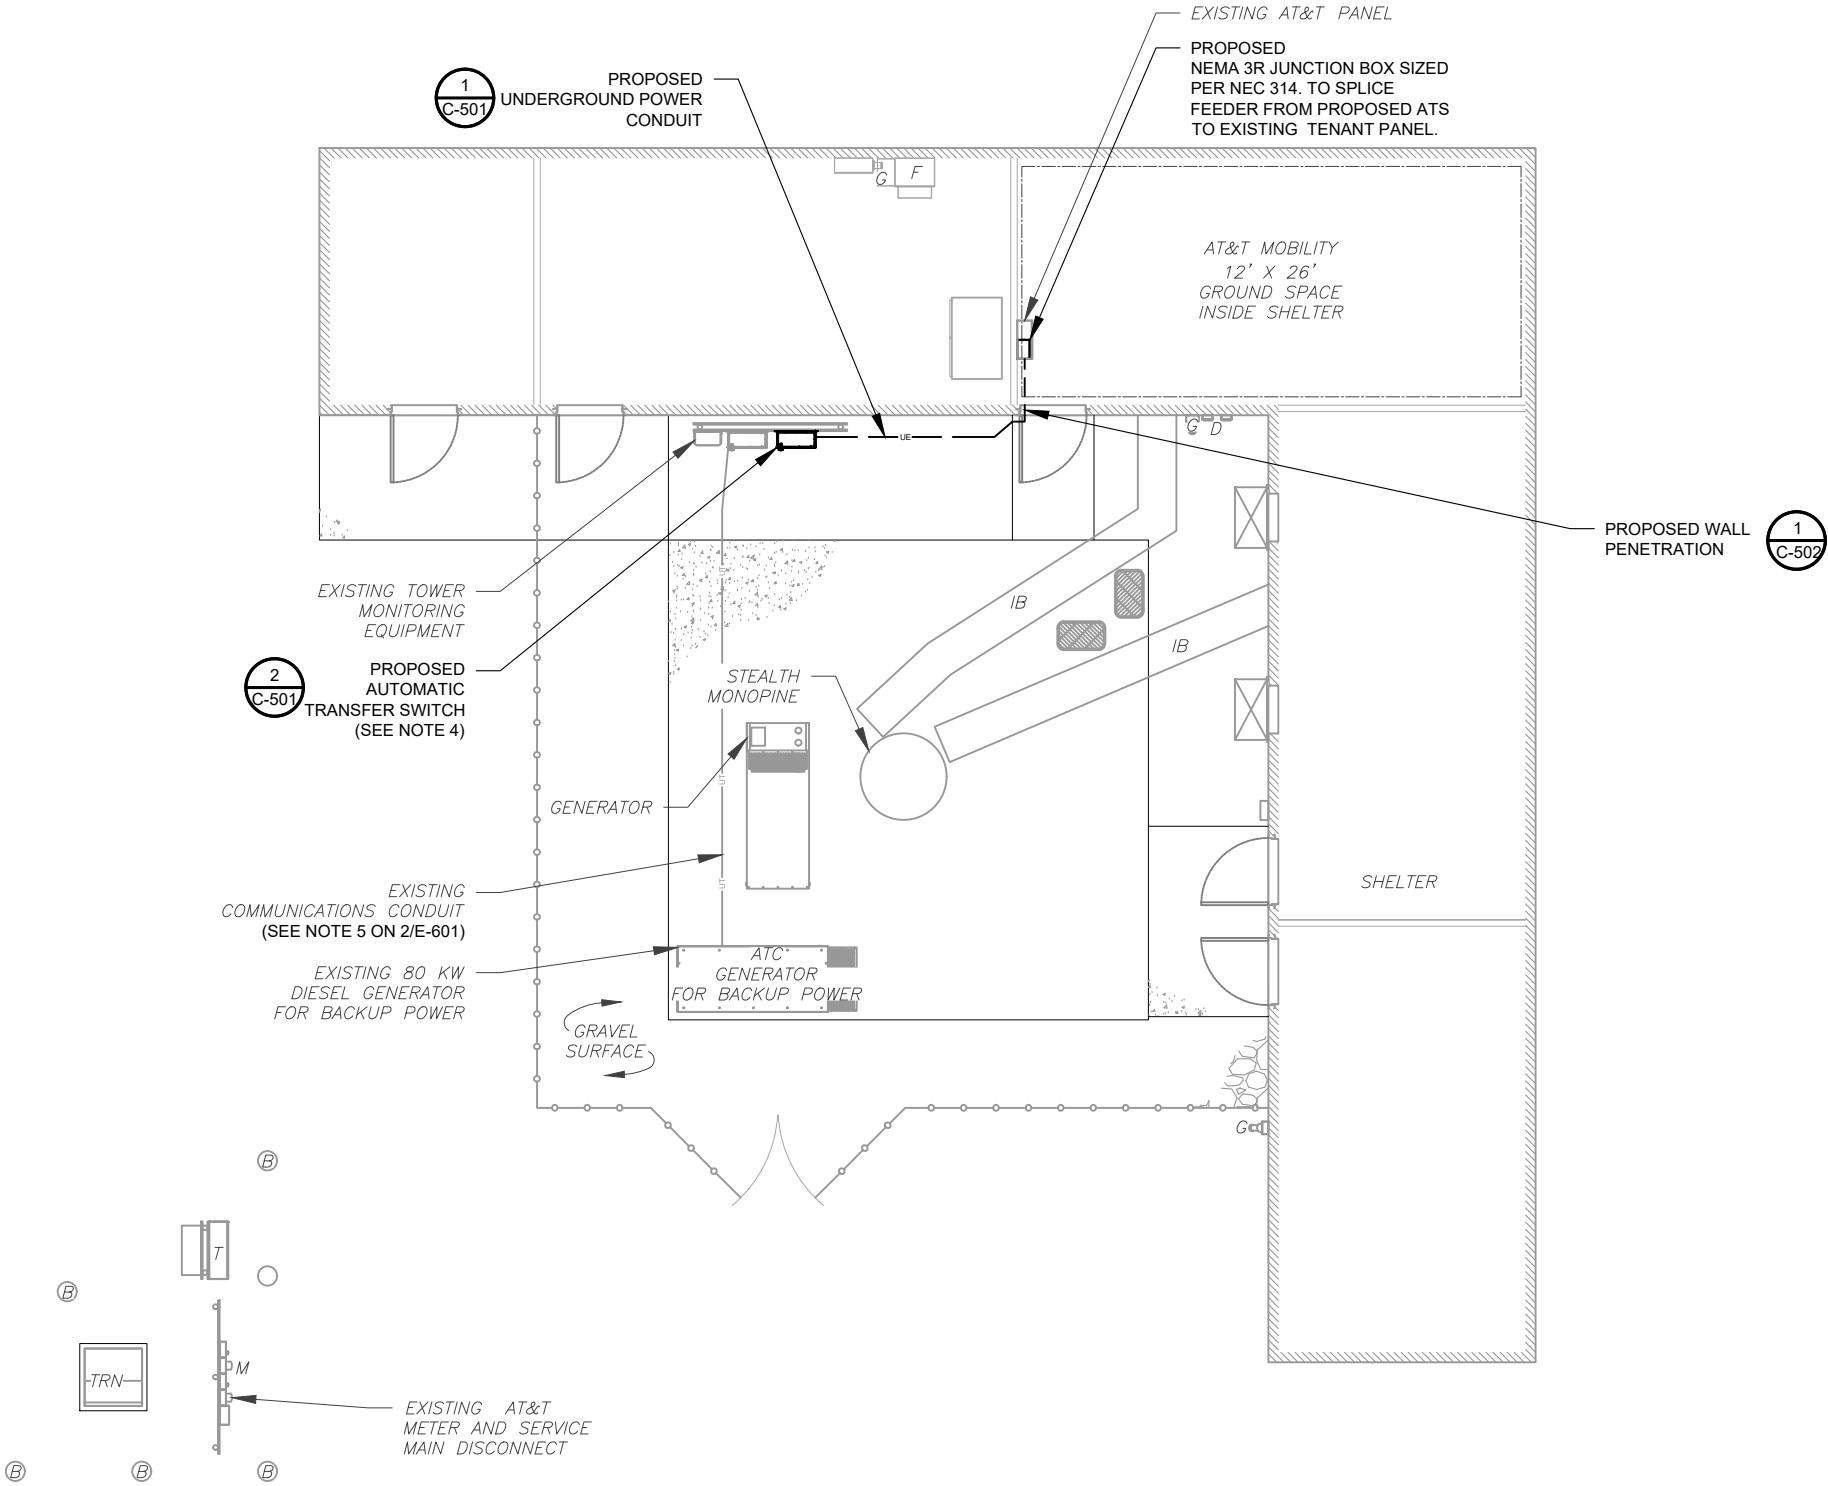 EXISTING AT&T PANEL
PROPOSED
NEMA 3R JUNCTION BOX SIZED
PER NEC 314. TO SPLICE
FEEDER FROM PROPOSED ATS
TO EXISTING TENANT PANEL.
1
C-501
PROPOSED
UNDERGROUND POWER
CONDUIT
G
F
AT&T MOBILITY
12' X 26'
GROUND SPACE
INSIDE SHELTER
UE
G
D
PROPOSED WALL
PENETRATION
1
C-502
EXISTING TOWER
MONITORING
EQUIPMENT
2
C-501
PROPOSED
AUTOMATIC
TRANSFER SWITCH
(SEE NOTE 4)
IB
IB
STEALTH
MONOPINE
GENERATOR
EXISTING
COMMUNICATIONS CONDUIT
(SEE NOTE 5 ON 2/E-601)
SHELTER
EXISTING 80 KW
DIESEL GENERATOR
FOR BACKUP POWER
ATC
GENERATOR
FOR BACKUP POWER
GRAVEL
SURFACE
G
B
T
B
TRN
M
EXISTING AT&T
METER AND SERVICE
MAIN DISCONNECT
B
B
B